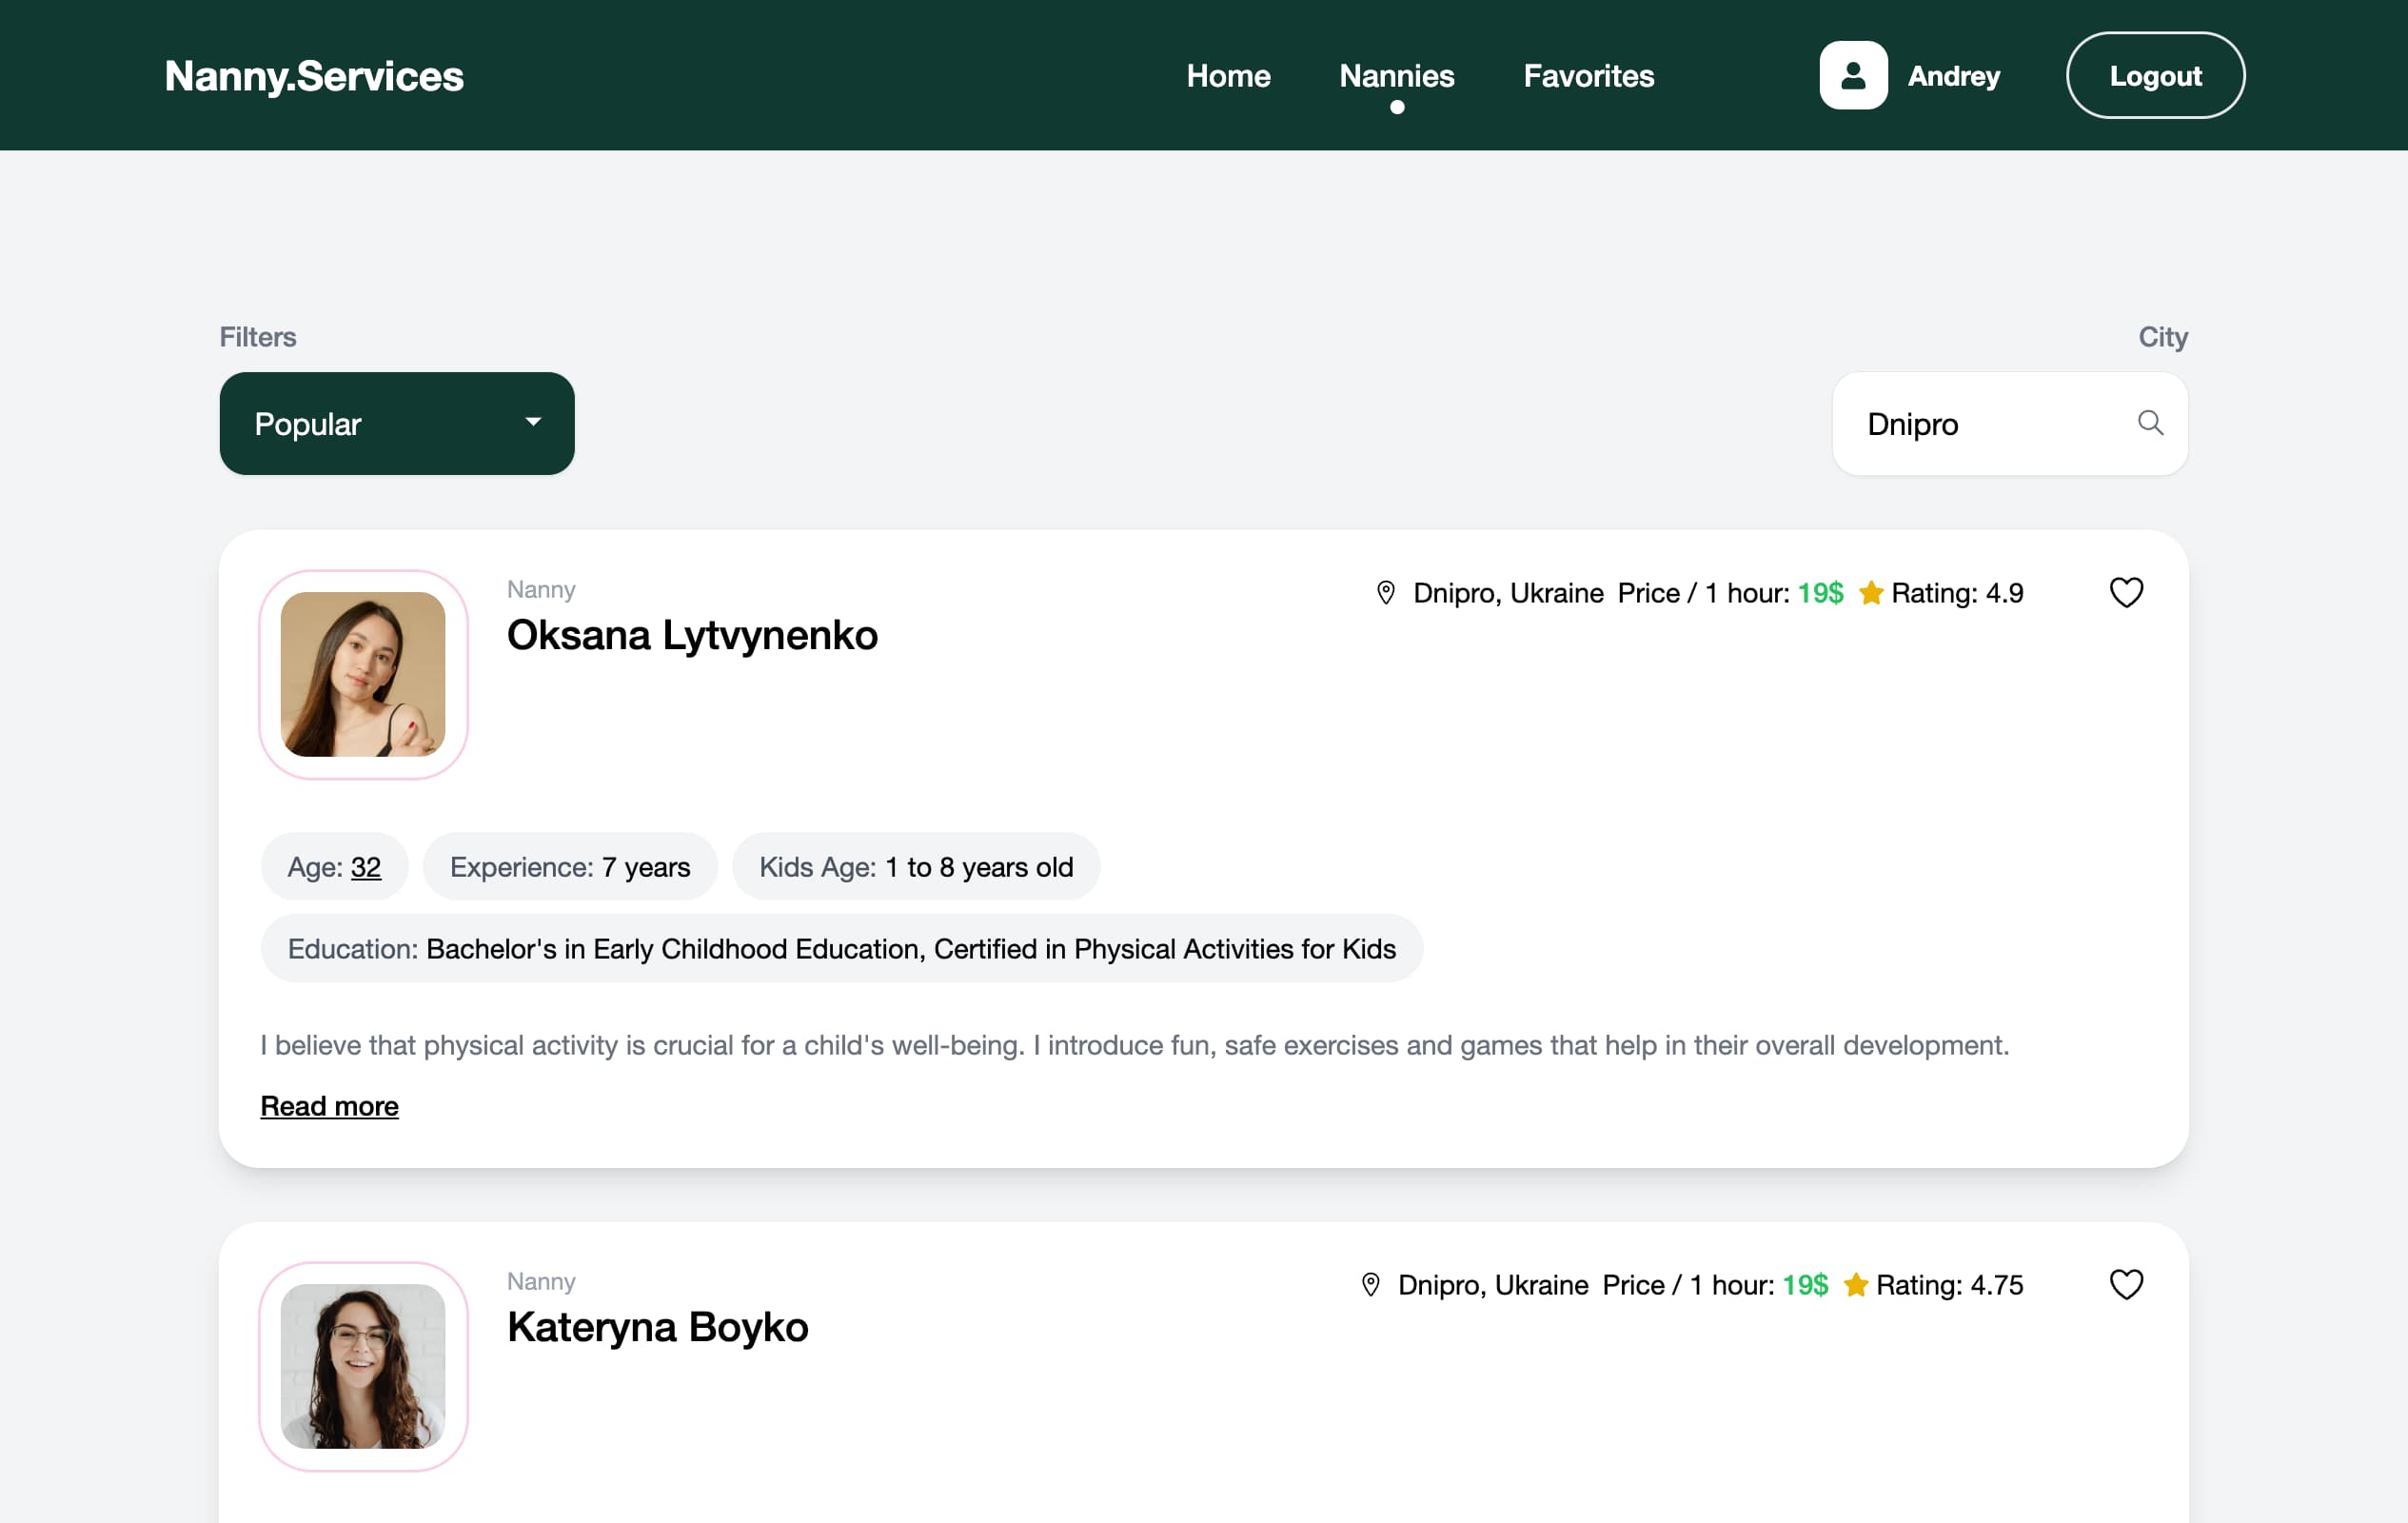 Nanny.Services
Home Nannies Favorites Andrey Logout
Filters
City
Popular
Dnipro
Nanny
Oksana Lytvynenko
Dnipro, Ukraine Price / 1 hour: 19$ Rating: 4.9
Age: 32 Experience: 7 years Kids Age: 1 to 8 years old
Education: Bachelor's in Early Childhood Education, Certified in Physical Activities for Kids
I believe that physical activity is crucial for a child's well-being. I introduce fun, safe exercises and games that help in their overall development.
Read more
Nanny
Kateryna Boyko
Dnipro, Ukraine Price / 1 hour: 19$ Rating: 4.75